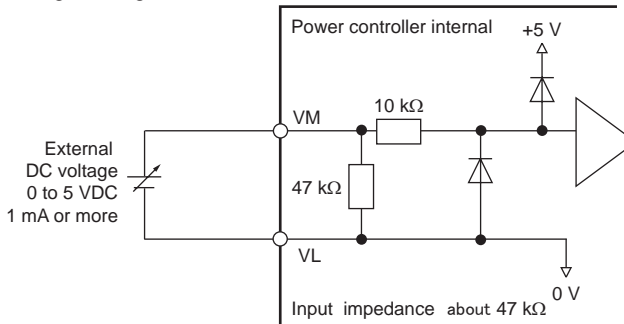 Power controller internal
+5 V
10 kΩ
VM
External
DC voltage
0 to 5 VDC
1 mA or more
47 kΩ
VL
0 V
Input impedance about 47 kΩ